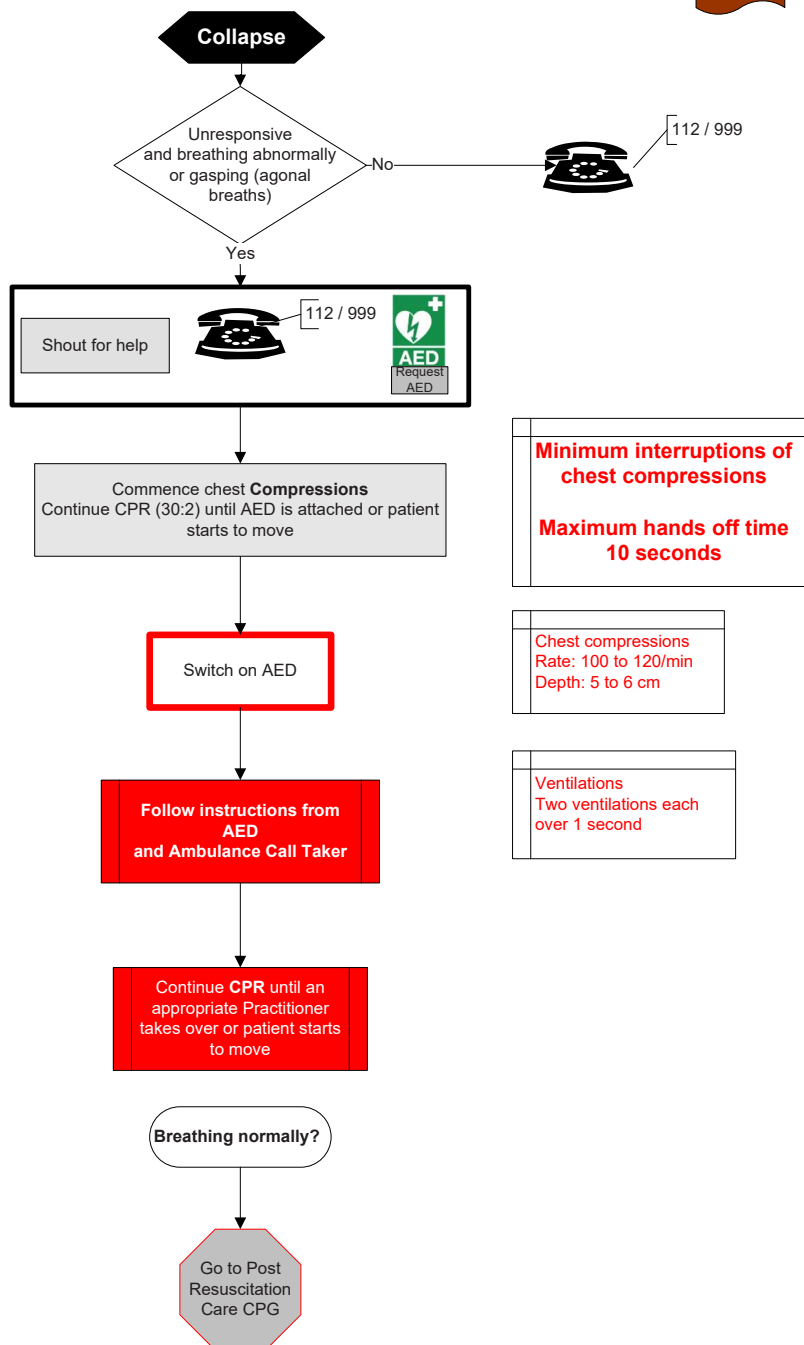 Collapse
Unresponsive
and breathing abnormally
or gasping (agonal
breaths)
No
112 / 999
Yes
Shout for help
112 / 999
AED
Request
AED
Commence chest Compressions
Continue CPR (30:2) until AED is attached or patient
starts to move
Minimum interruptions of
chest compressions
Maximum hands off time
10 seconds
Switch on AED
Chest compressions
Rate: 100 to 120/min
Depth: 5 to 6 cm
Follow instructions from
AED
and Ambulance Call Taker
Ventilations
Two ventilations each
over 1 second
Continue CPR until an
appropriate Practitioner
takes over or patient starts
to move
Breathing normally?
Go to Post
Resuscitation
Care CPG